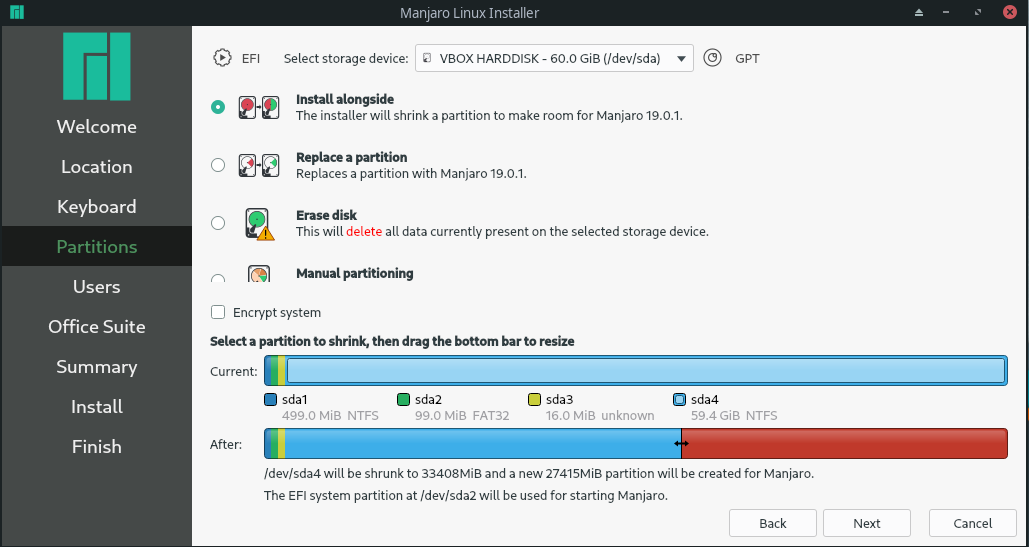 Manjaro Linux Installer
EFI Select storage device: VBOX HARDDISK - 60.0 GiB (/dev/sda) GPT
Welcome
Location
Keyboard
Partitions
Users
Office Suite
Summary
Install
Finish
Install alongside
The installer will shrink a partition to make room for Manjaro 19.0.1.
Replace a partition
Replaces a partition with Manjaro 19.0.1.
Erase disk
This will delete all data currently present on the selected storage device.
Manual partitioning
Encrypt system
Select a partition to shrink, then drag the bottom bar to resize
Current:
sda1 sda2 sda3 sda4
499.0 MiB NTFS 99.0 MiB FAT32 16.0 MiB unknown 59.4 GiB NTFS
After:
/dev/sda4 will be shrunk to 33408MiB and a new 27415MiB partition will be created for Manjaro.
The EFI system partition at /dev/sda2 will be used for starting Manjaro.
Back Next Cancel